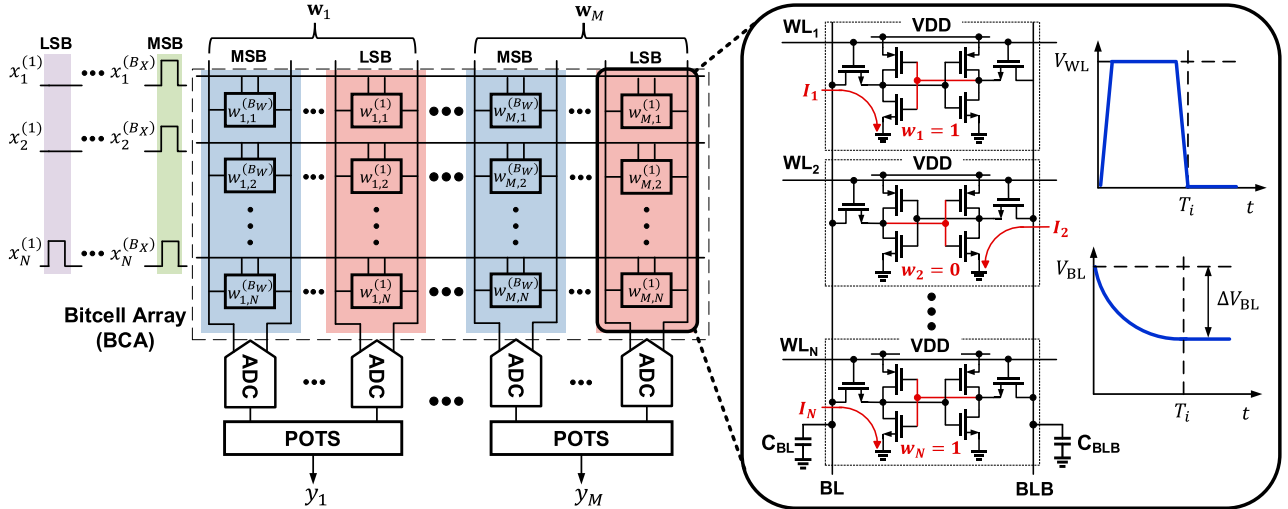 w₁
w_M
LSB
MSB
MSB
LSB
MSB
LSB
x₁⁽¹⁾ ••• x₁^(B_X)
x₂⁽¹⁾ x₂^(B_X)
x_N⁽¹⁾ ••• x_N^(B_X)
w₁,₁^(B_W) ••• w₁,₁^(1) ••• w_M,₁^(B_W) ••• w_M,₁^(1)
w₁,₂^(B_W) ••• w₁,₂^(1) ••• w_M,₂^(B_W) ••• w_M,₂^(1)
w₁,N^(B_W) ••• w₁,N^(1) ••• w_M,N^(B_W) ••• w_M,N^(1)
Bitcell Array
(BCA)
ADC ••• ADC ••• ADC ••• ADC
POTS
POTS
y₁
y_M
WL₁
VDD
I₁
w₁ = 1
WL₂
VDD
I₂
w₂ = 0
WL_N
VDD
I_N
w_N = 1
C_BL
C_BLB
BL
BLB
V_WL
T_i
t
V_BL
ΔV_BL
T_i
t